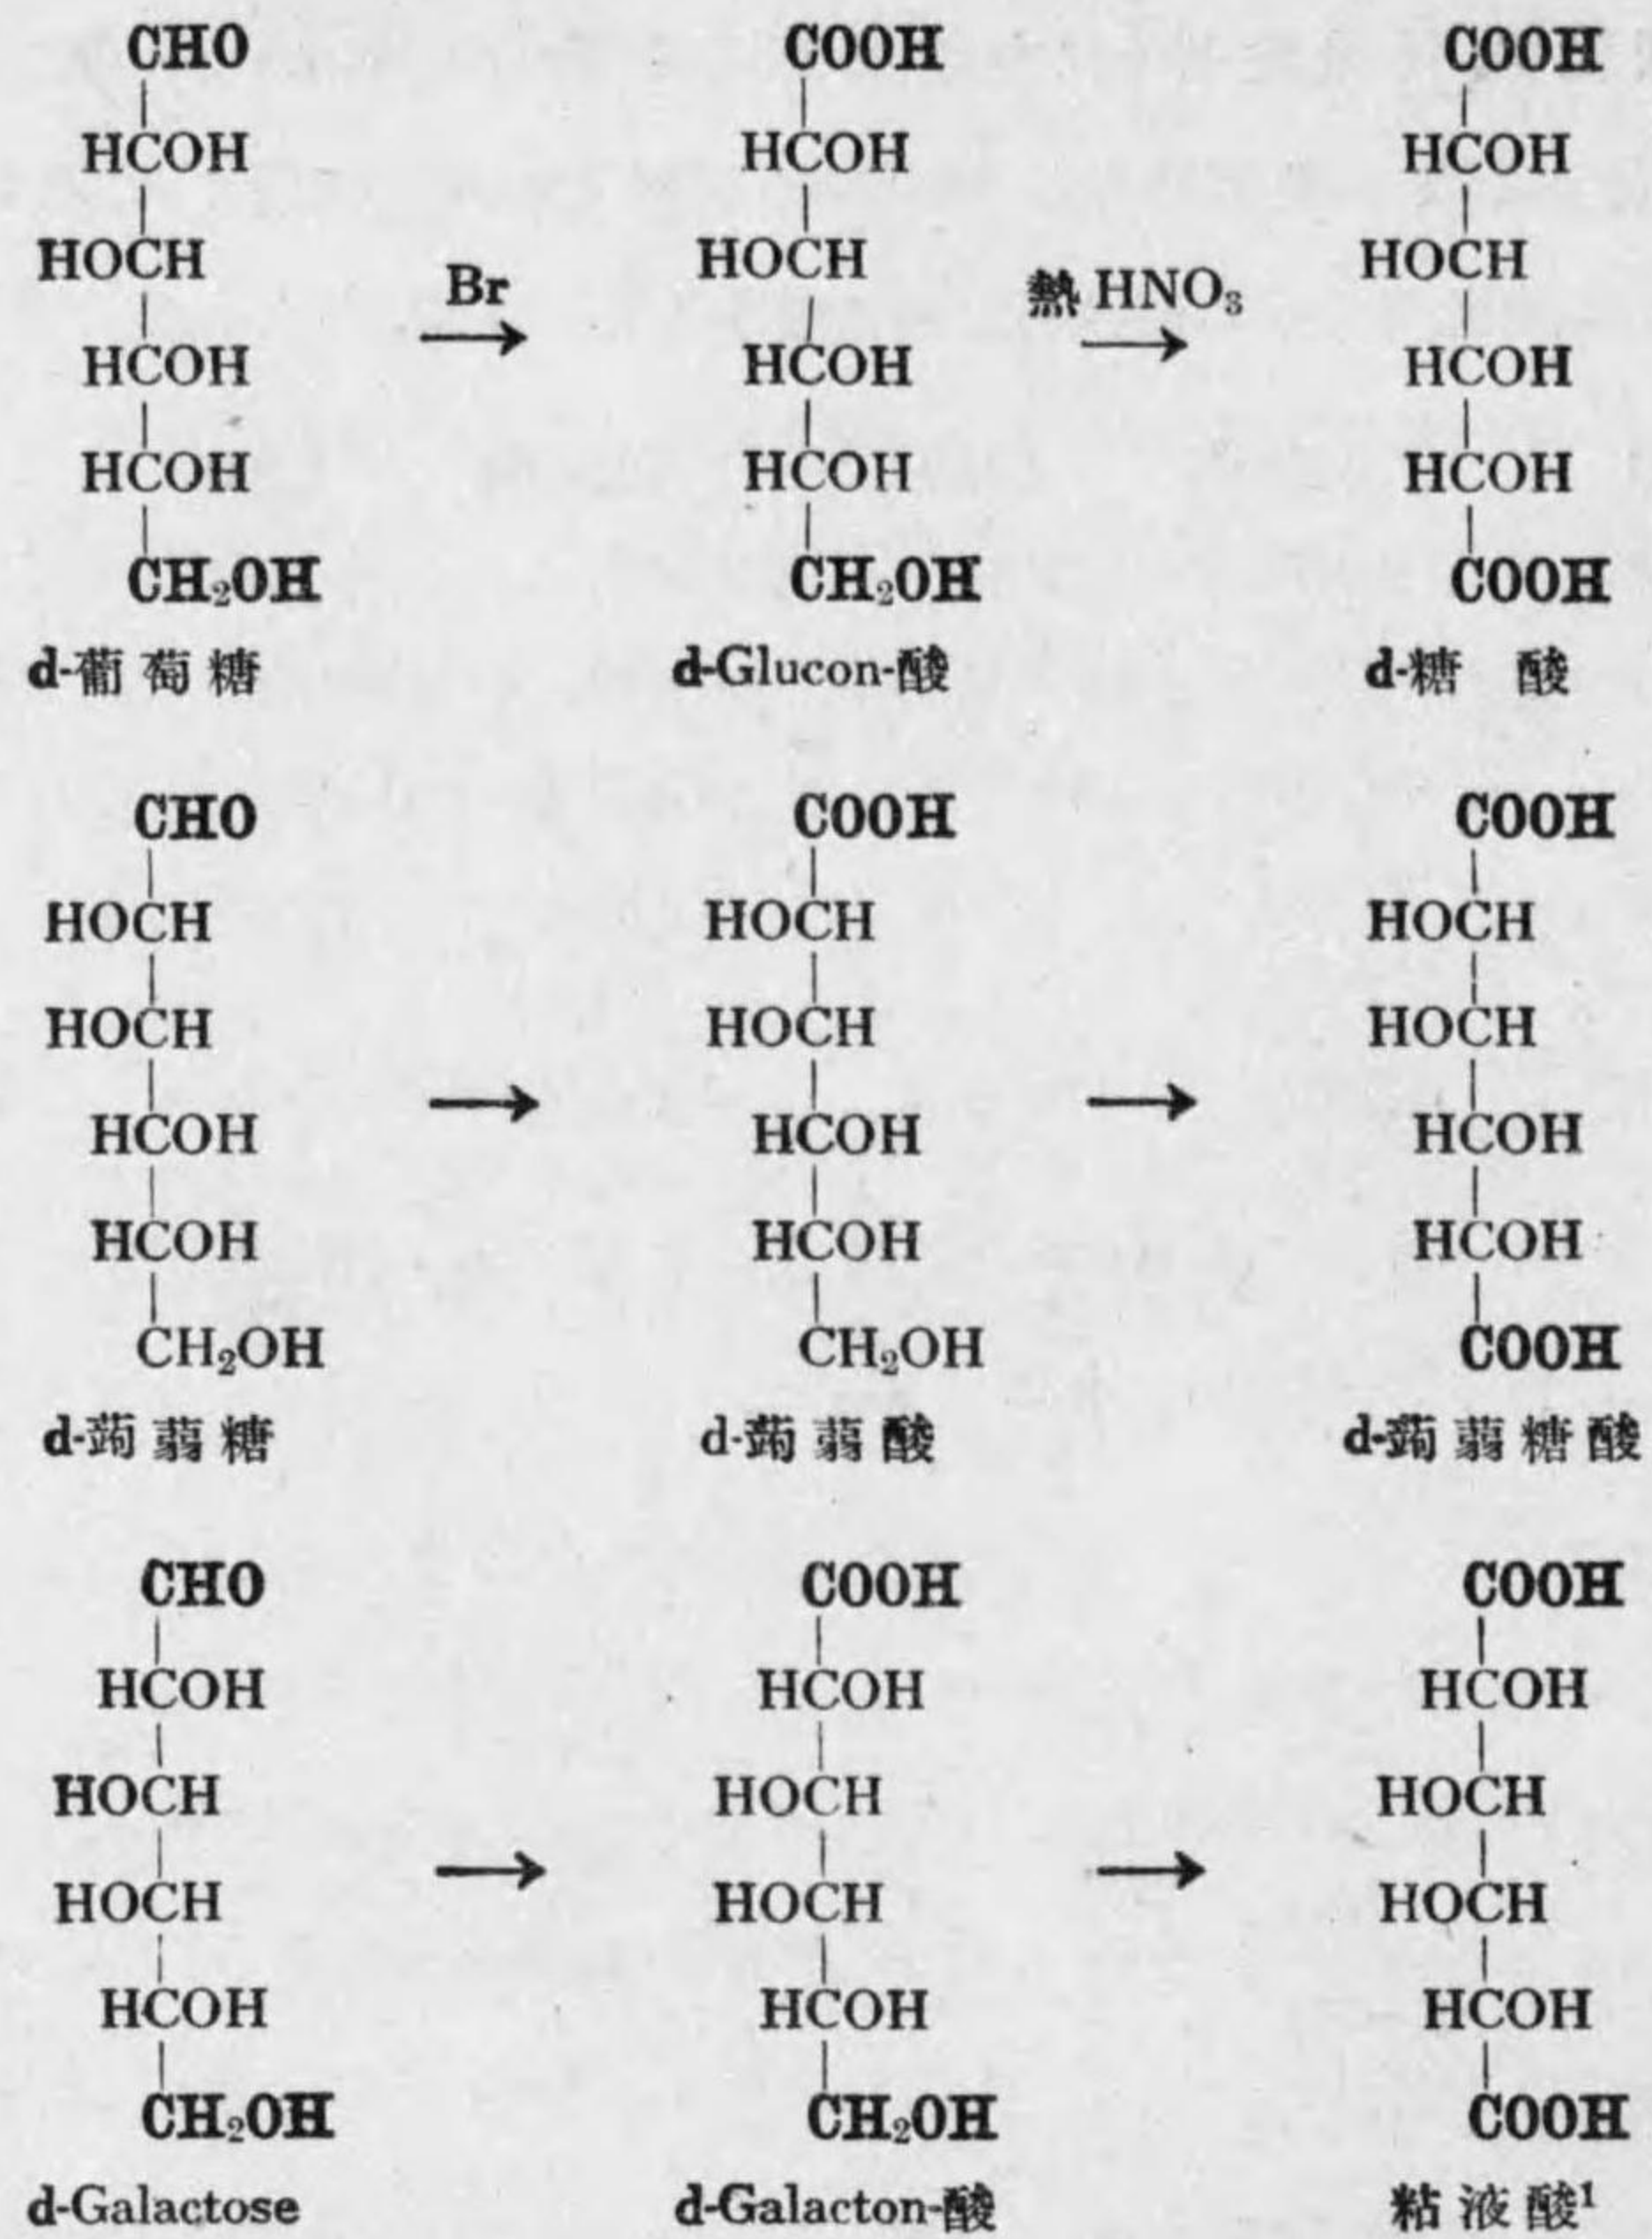 CHO COOH COOH
HCOH HCOH HCOH
HOCH HOCH HOCH
Br 熱 HNO₃
HCOH HCOH HCOH
HCOH HCOH HCOH
CH₂OH CH₂OH COOH
d-葡萄糖 d-Glucon-酸 d-糖酸
CHO COOH COOH
HOCH HOCH HOCH
HOCH HOCH HOCH
HCOH HCOH HCOH
HCOH HCOH HCOH
CH₂OH CH₂OH COOH
d-蒟蒻糖 d-蒟蒻酸 d-蒟蒻糖酸
CHO COOH COOH
HCOH HCOH HCOH
HOCH HOCH HOCH
HOCH HOCH HOCH
HCOH HCOH HCOH
CH₂OH CH₂OH COOH
d-Galactose d-Galacton-酸 粘液酸¹